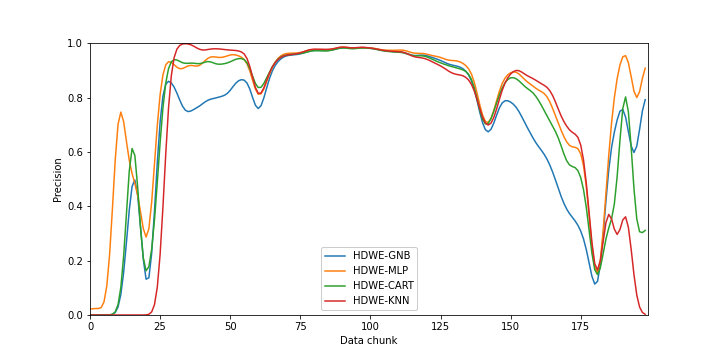 1.0
0.8
0.6
0.4
0.2
0.0
Precision
HDWE-GNB
HDWE-MLP
HDWE-CART
HDWE-KNN
0 25 50 75 100 125 150 175
Data chunk